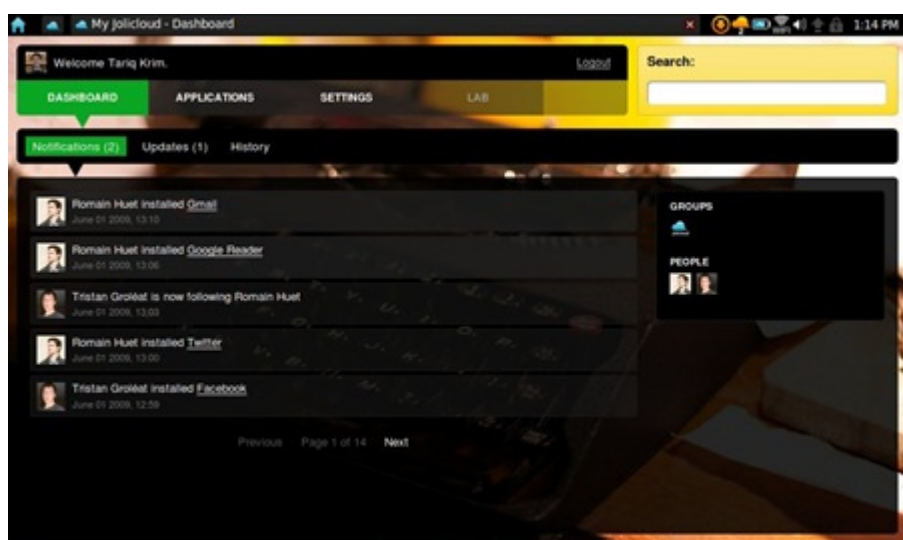 My Jolicloud - Dashboard
1:14 PM
Welcome Tariq Krim.
Logout
Search:
DASHBOARD APPLICATIONS SETTINGS LAB
Notifications (2) Updates (1) History
Romain Huet installed Gmail
June 01 2009, 13:10
Romain Huet installed Google Reader
June 01 2009, 13:06
Tristan Groléat is now following Romain Huet
June 01 2009, 13:03
Romain Huet installed Twitter
June 01 2009, 13:00
Tristan Groléat installed Facebook
June 01 2009, 12:59
Previous Page 1 of 14 Next
GROUPS
PEOPLE